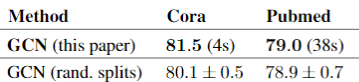 Method Cora Pubmed
GCN (this paper) 81.5 (4s) 79.0 (38s)
GCN (rand. splits) 80.1 ± 0.5 78.9 ± 0.7